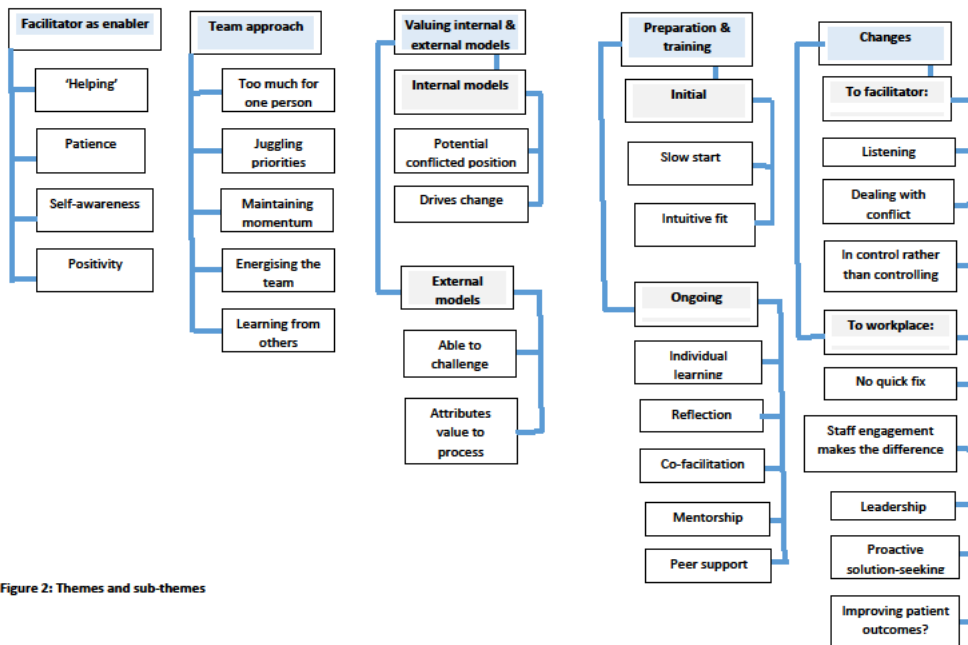 Facilitator as enabler
‘Helping’
Patience
Self-awareness
Positivity
Team approach
Too much for
one person
Juggling
priorities
Maintaining
momentum
Energising the
team
Learning from
others
Valuing internal &
external models
Internal models
Potential
conflicted position
Drives change
External
models
Able to
challenge
Attributes
value to
process
Preparation &
training
Initial
Slow start
Intuitive fit
Ongoing
Individual
learning
Reflection
Co-facilitation
Mentorship
Peer support
Changes
To facilitator:
Listening
Dealing with
conflict
In control rather
than controlling
To workplace:
No quick fix
Staff engagement
makes the difference
Leadership
Proactive
solution-seeking
Improving patient
outcomes?
Figure 2: Themes and sub-themes